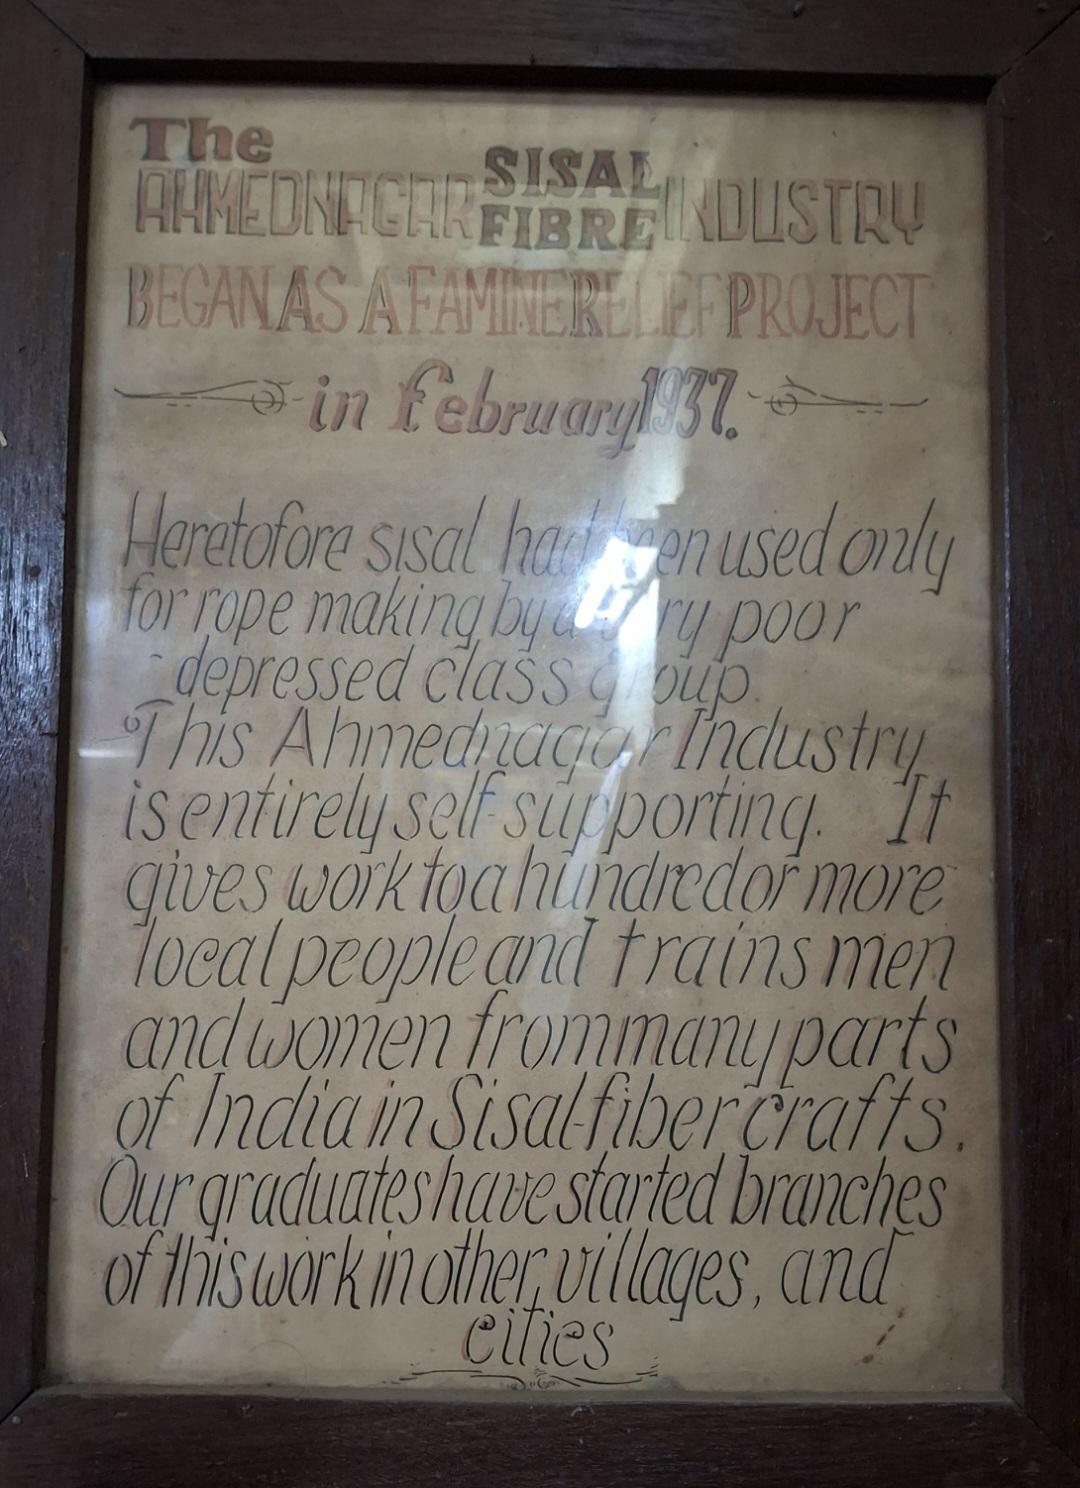 The
AHMEDNAGAR SISAL FIBRE INDUSTRY
BEGAN AS A FAMINE RELIEF PROJECT
in February 1937.
Heretofore sisal had been used only
for rope making by a very poor
depressed class group.
This Ahmednagar Industry
is entirely self-supporting. It
gives work to a hundred or more
local people and trains men
and women from many parts
of India in Sisal-fiber crafts.
Our graduates have started branches
of this work in other villages, and
cities